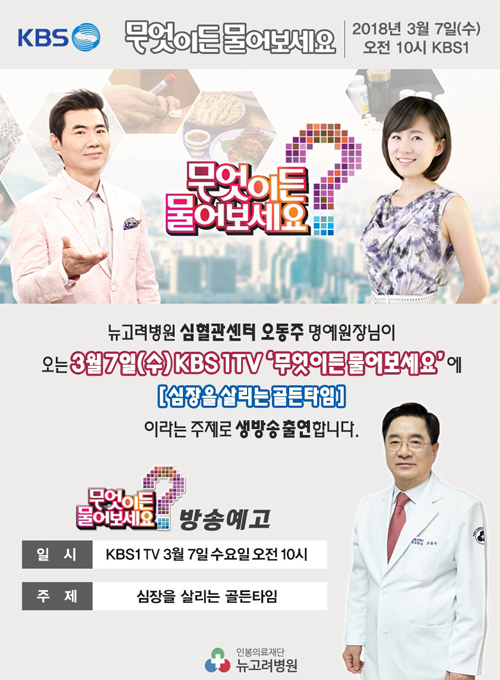 KBS
무엇이든 물어보세요
2018년 3월 7일(수)
오전 10시 KBS1
무엇이든
물어보세요
?
뉴고려병원 심혈관센터 오동주 명예원장님이
오는 3월7일(수) KBS 1TV '무엇이든 물어보세요'에
[심장을 살리는 골든타임]
이라는 주제로 생방송 출연합니다.
무엇이든
물어보세요
?
방송예고
일 시
KBS1 TV 3월 7일 수요일 오전 10시
주 제
심장을 살리는 골든타임
인봉의료재단
뉴고려병원